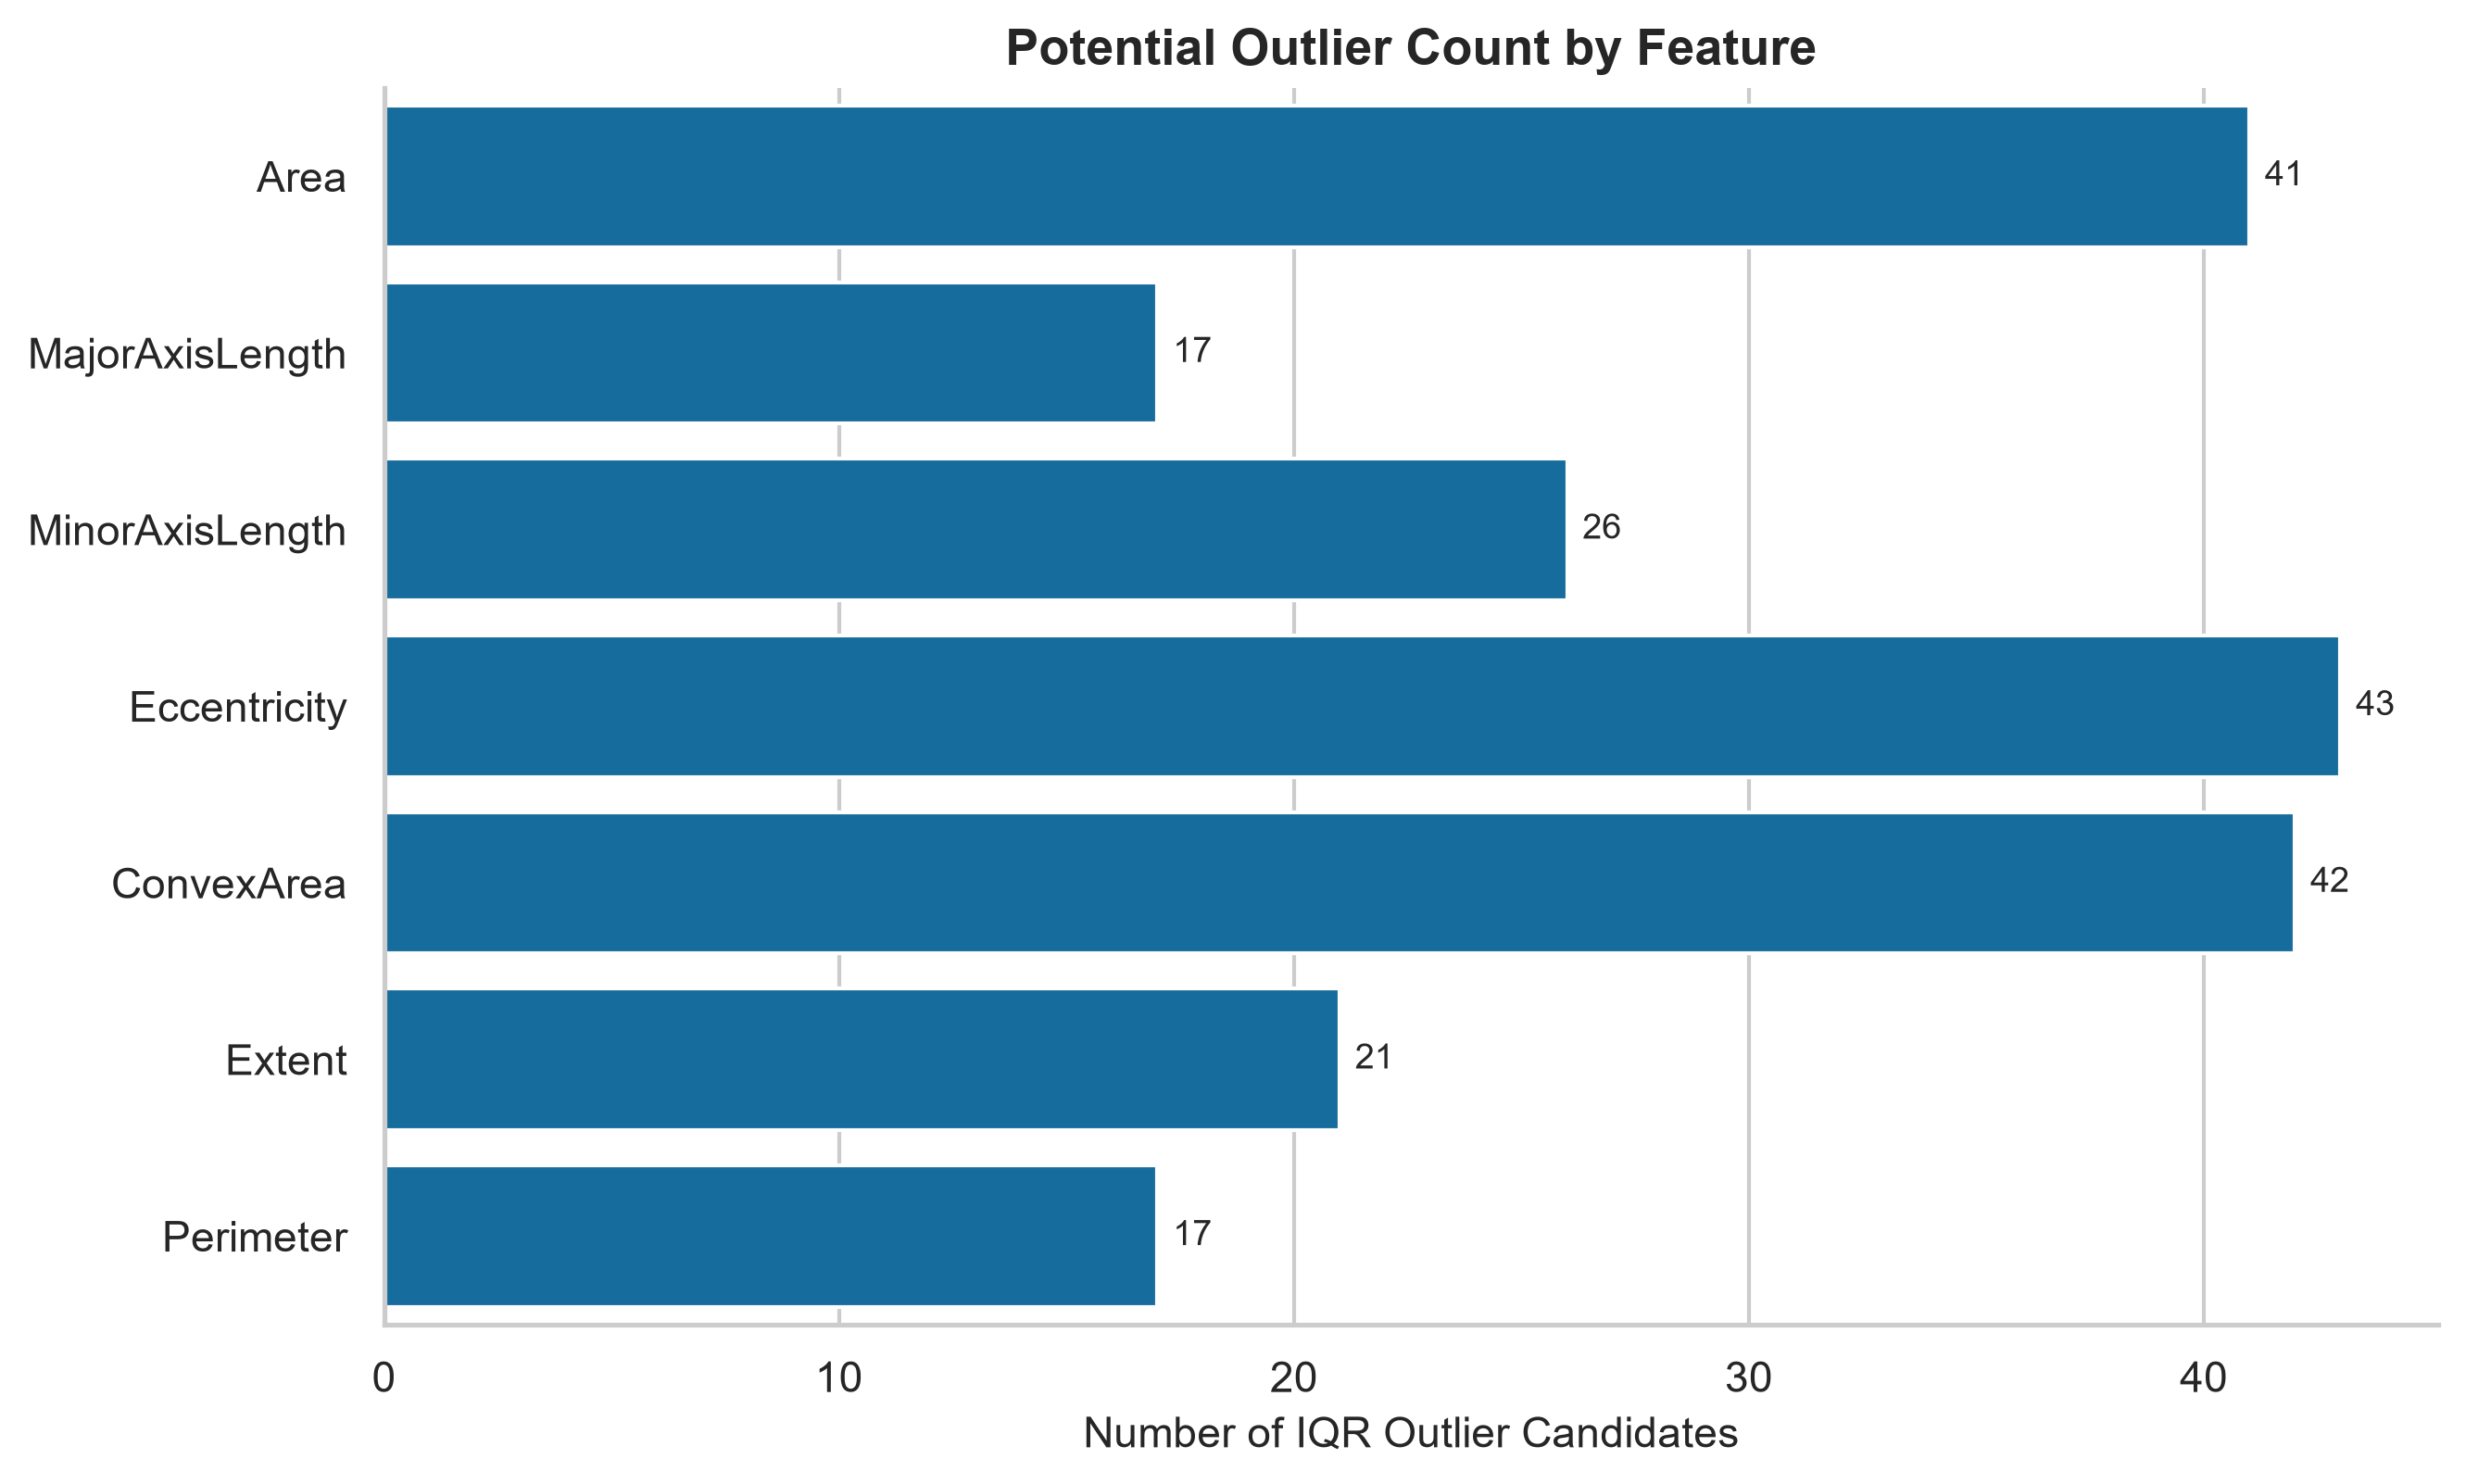 Potential Outlier Count by Feature
Area 41
MajorAxisLength 17
MinorAxisLength 26
Eccentricity 43
ConvexArea 42
Extent 21
Perimeter 17
0 10 20 30 40
Number of IQR Outlier Candidates